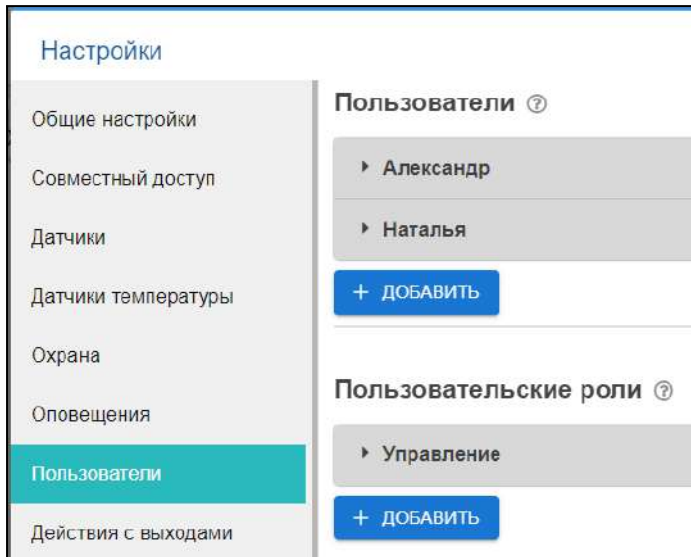 Настройки
Общие настройки
Совместный доступ
Датчики
Датчики температуры
Охрана
Оповещения
Пользователи
Действия с выходами
Пользователи ?
Александр
Наталья
+ ДОБАВИТЬ
Пользовательские роли ?
Управление
+ ДОБАВИТЬ